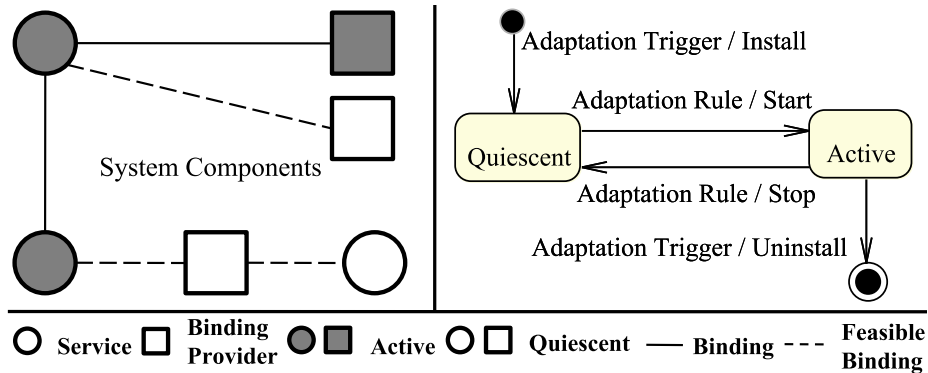 System Components
Adaptation Trigger / Install
Adaptation Rule / Start
Quiescent
Active
Adaptation Rule / Stop
Adaptation Trigger / Uninstall
Service
Binding
Provider
Active
Quiescent
Binding
Feasible
Binding